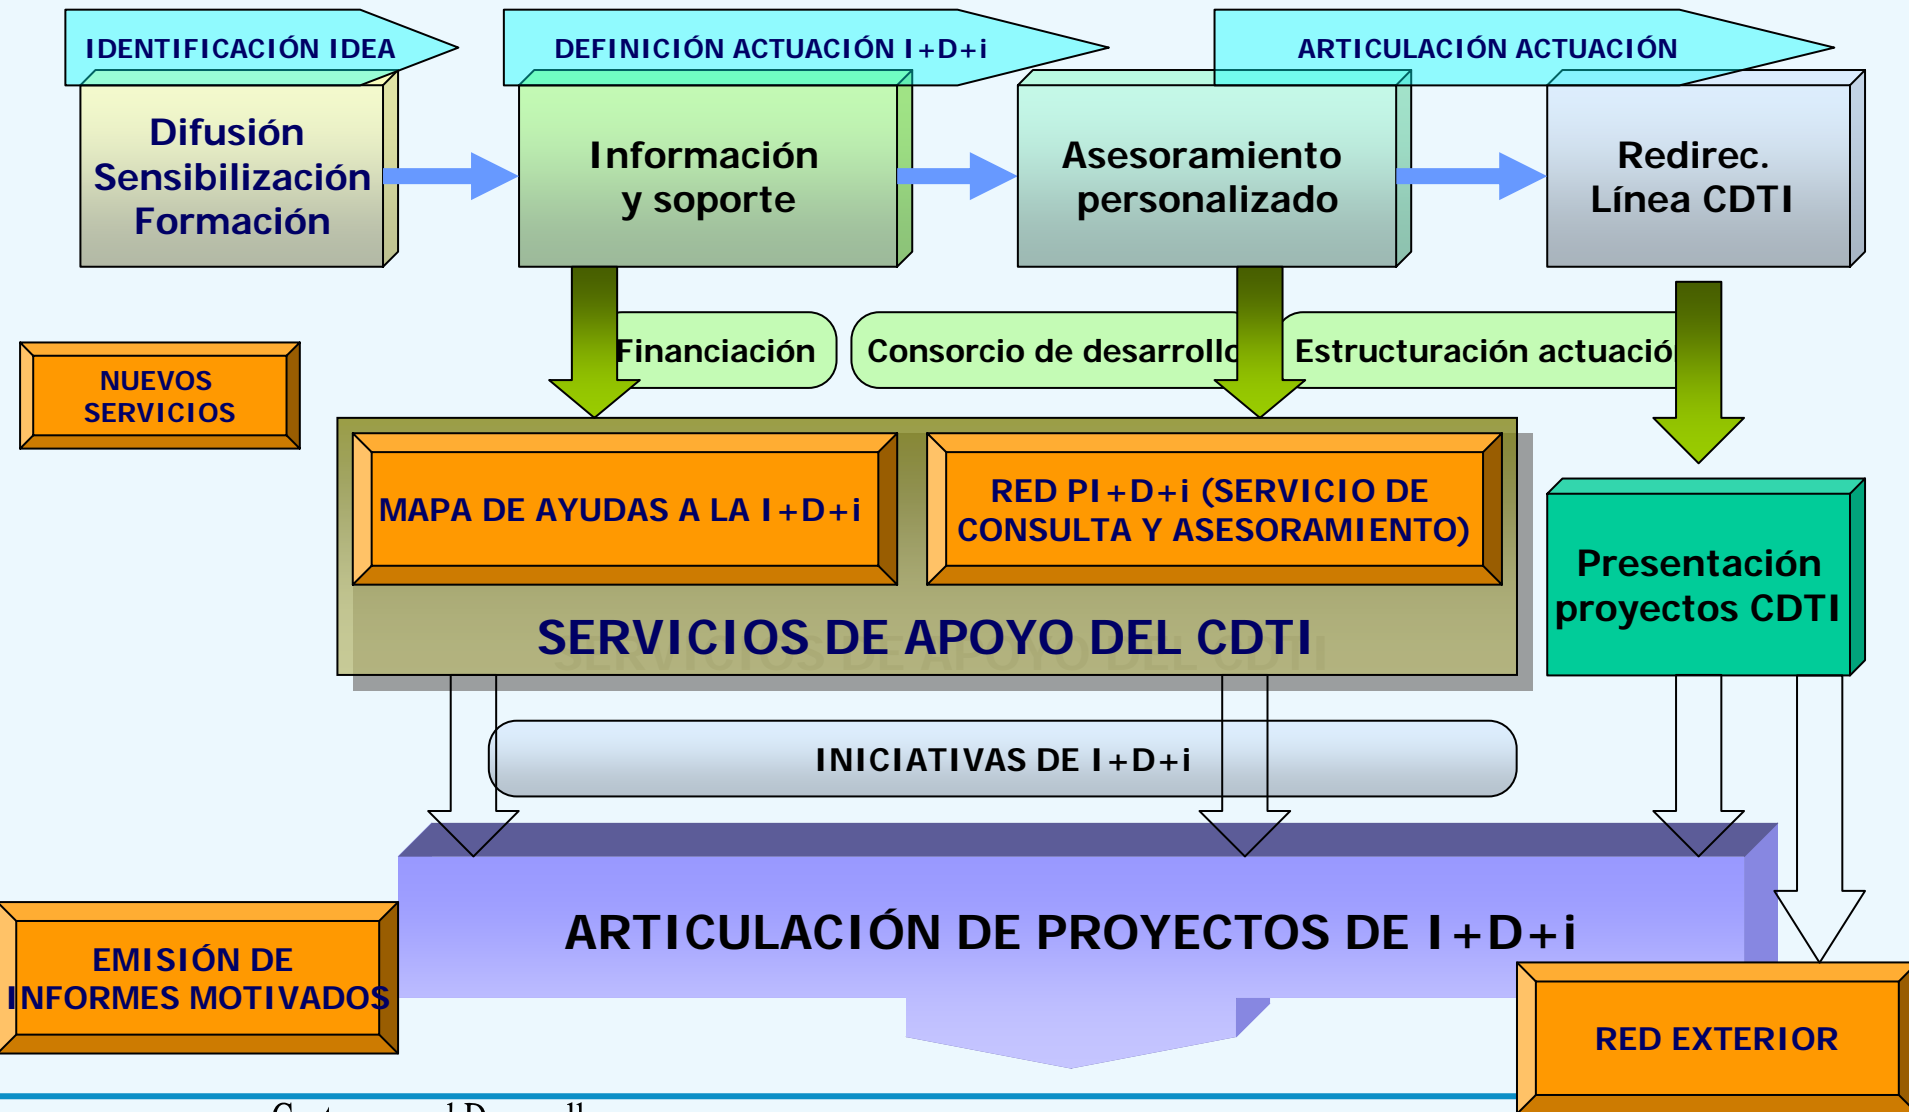 IDENTIFICACIÓN IDEA
DEFINICIÓN ACTUACIÓN I+D+i
ARTICULACIÓN ACTUACIÓN
Difusión
Sensibilización
Formación
Información
y soporte
Asesoramiento
personalizado
Redirec.
Línea CDTI
Financiación
Consorcio de desarrollo
Estructuración actuació
NUEVOS
SERVICIOS
MAPA DE AYUDAS A LA I+D+i
RED PI+D+i (SERVICIO DE
CONSULTA Y ASESORAMIENTO)
SERVICIOS DE APOYO DEL CDTI
Presentación
proyectos CDTI
INICIATIVAS DE I+D+i
ARTICULACIÓN DE PROYECTOS DE I+D+i
EMISIÓN DE
INFORMES MOTIVADOS
RED EXTERIOR